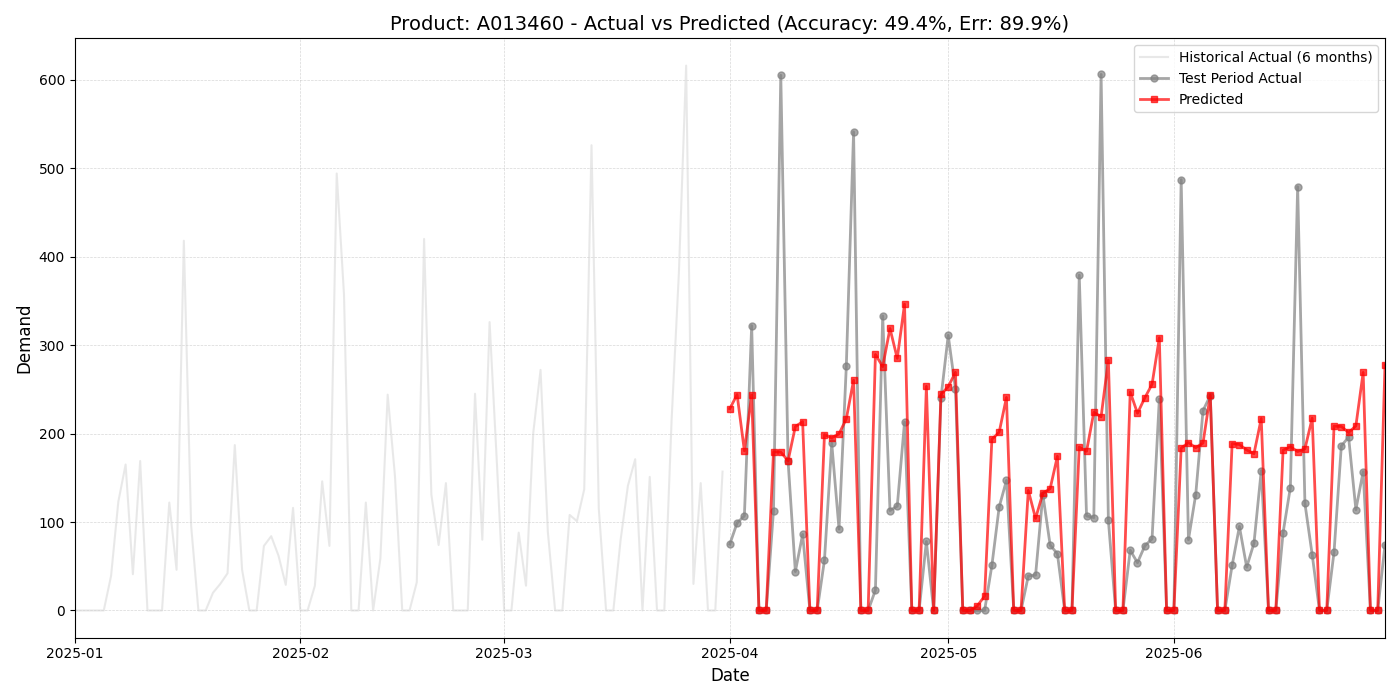 Product: A013460 - Actual vs Predicted (Accuracy: 49.4%, Err: 89.9%)
Historical Actual (6 months)
Test Period Actual
Predicted
600
500
400
300
200
100
0
Demand
2025-01
2025-02
2025-03
2025-04
2025-05
2025-06
Date